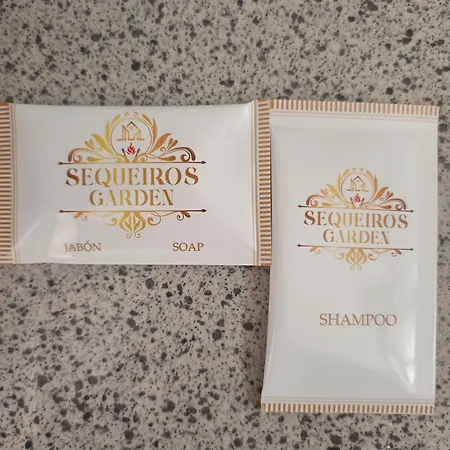 SEQUEIROS
GARDEN
JABÓN SOAP
SEQUEIROS
GARDEN
SHAMPOO